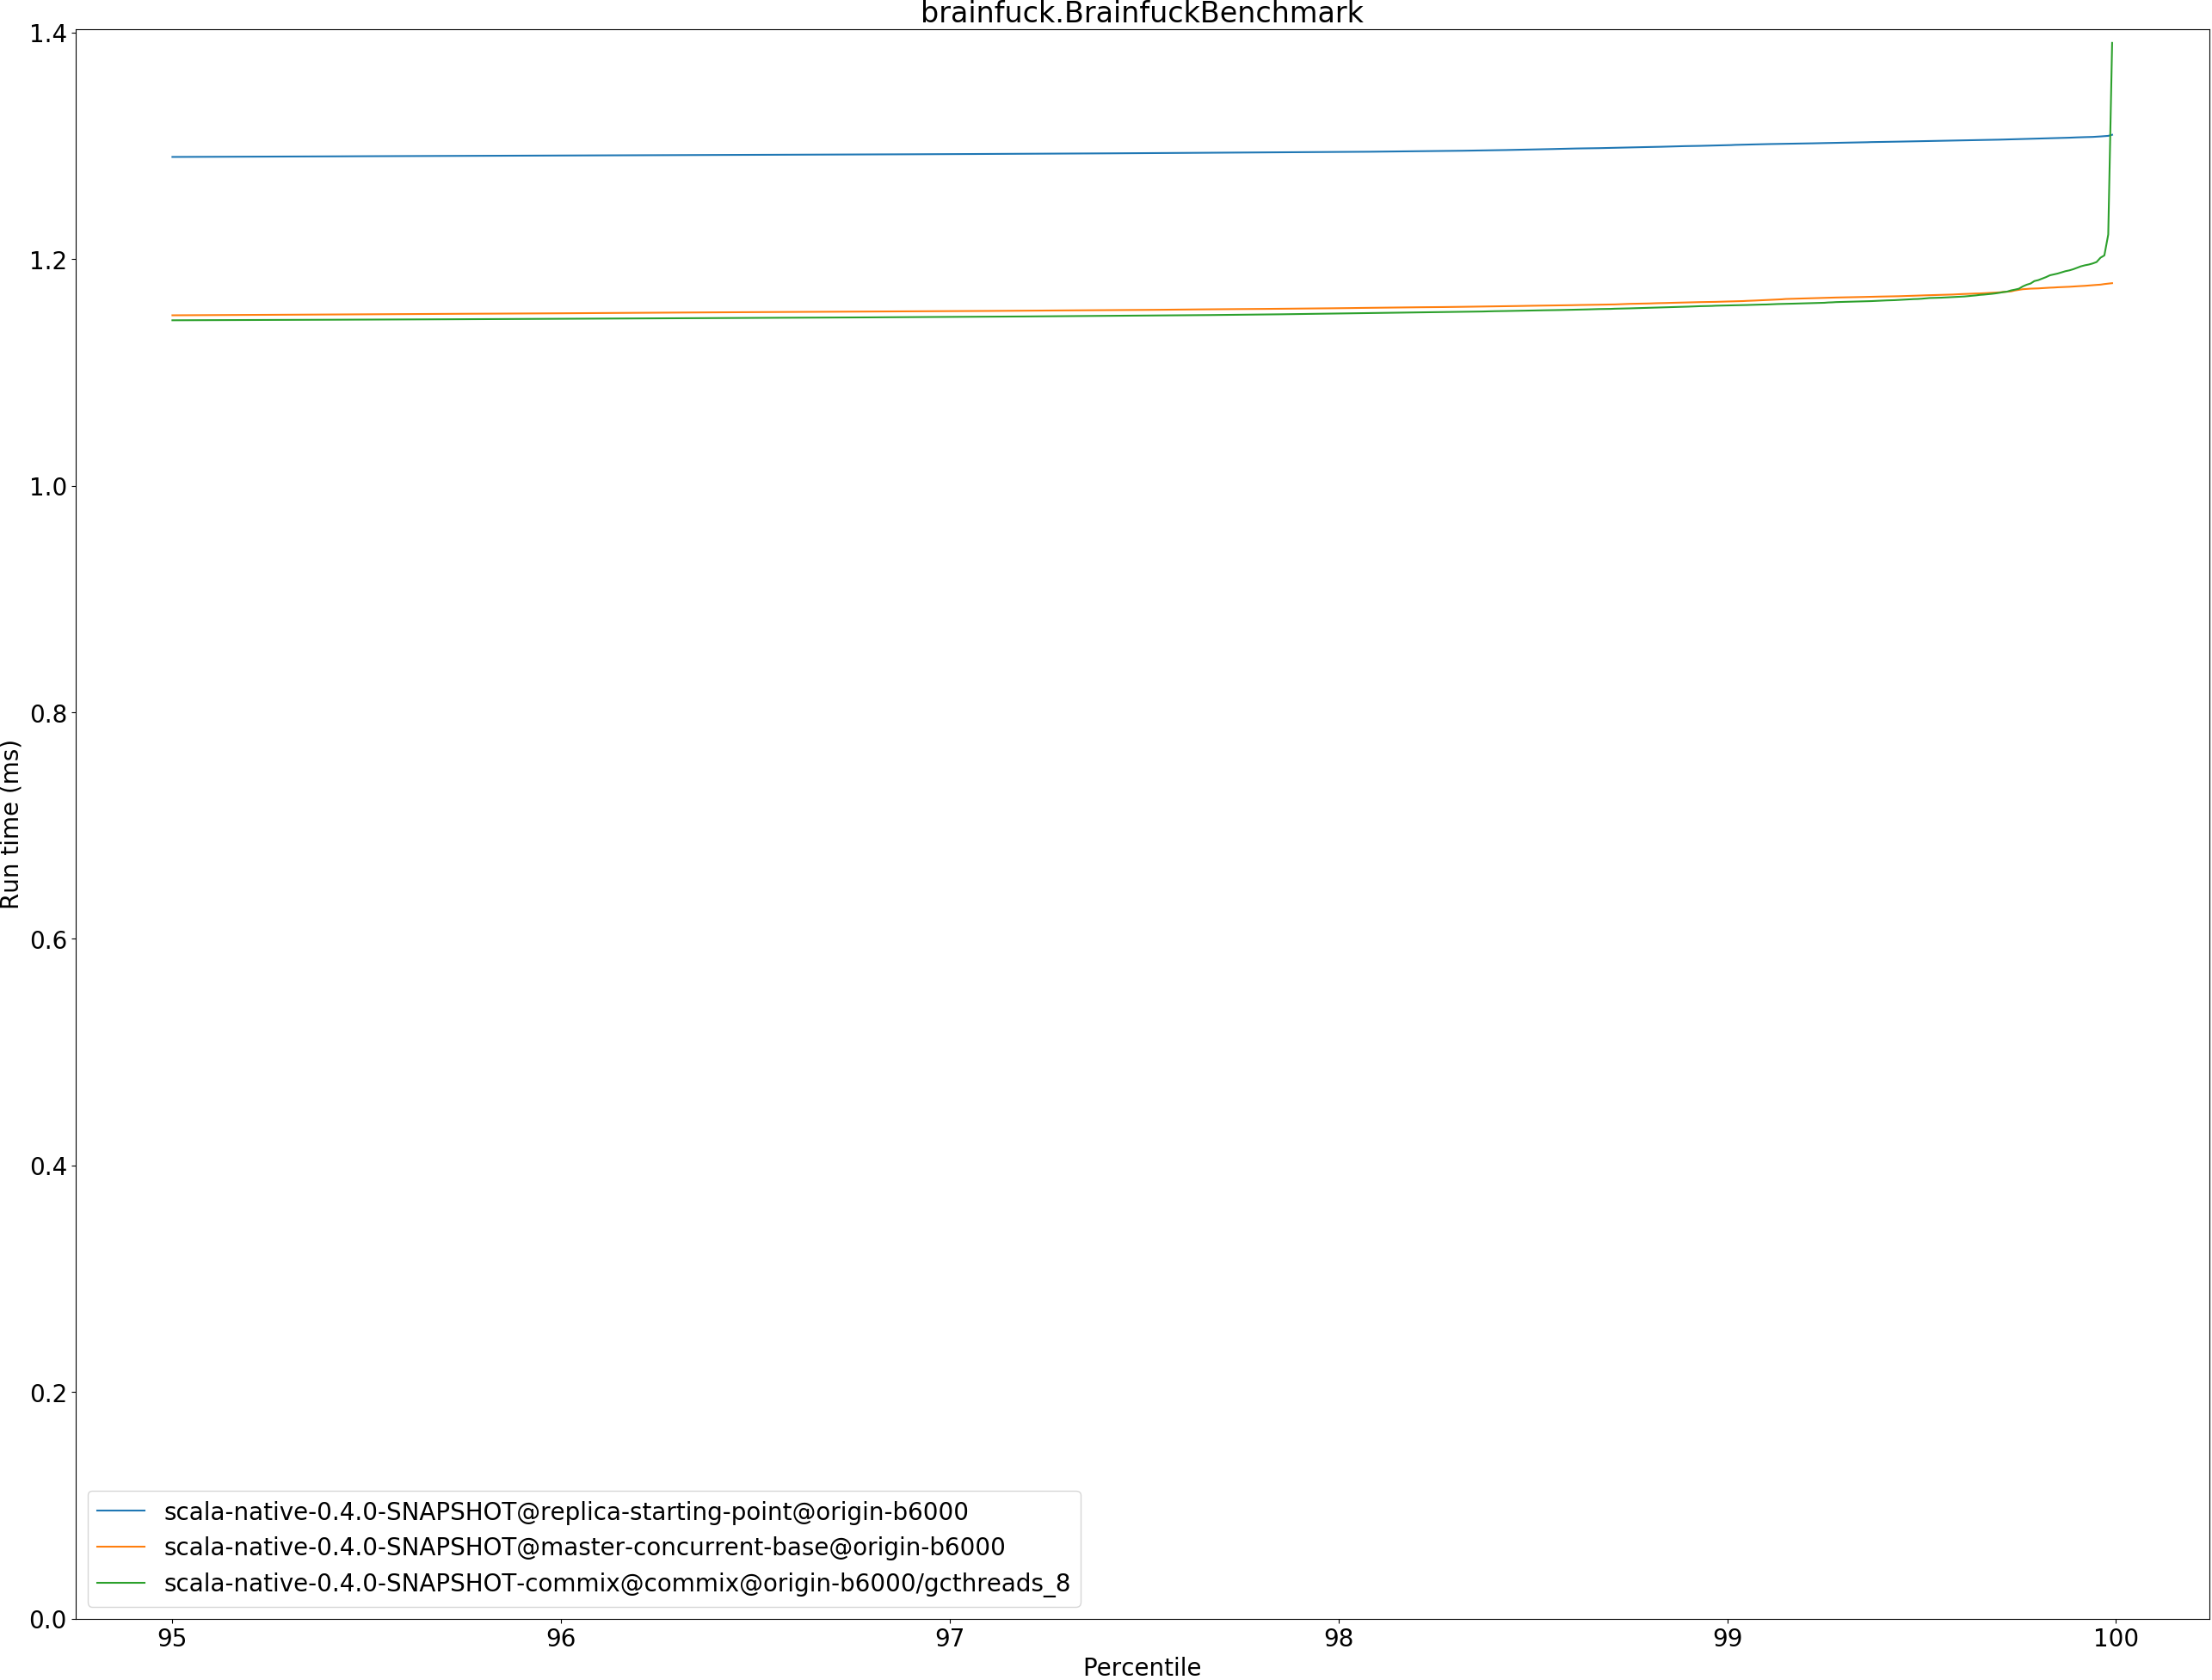 brainfuck.BrainfuckBenchmark
1.4
1.2
1.0
0.8
0.6
0.4
0.2
0.0
Run time (ms)
scala-native-0.4.0-SNAPSHOT@replica-starting-point@origin-b6000
scala-native-0.4.0-SNAPSHOT@master-concurrent-base@origin-b6000
scala-native-0.4.0-SNAPSHOT-commix@commix@origin-b6000/gcthreads_8
95 96 97 98 99 100
Percentile